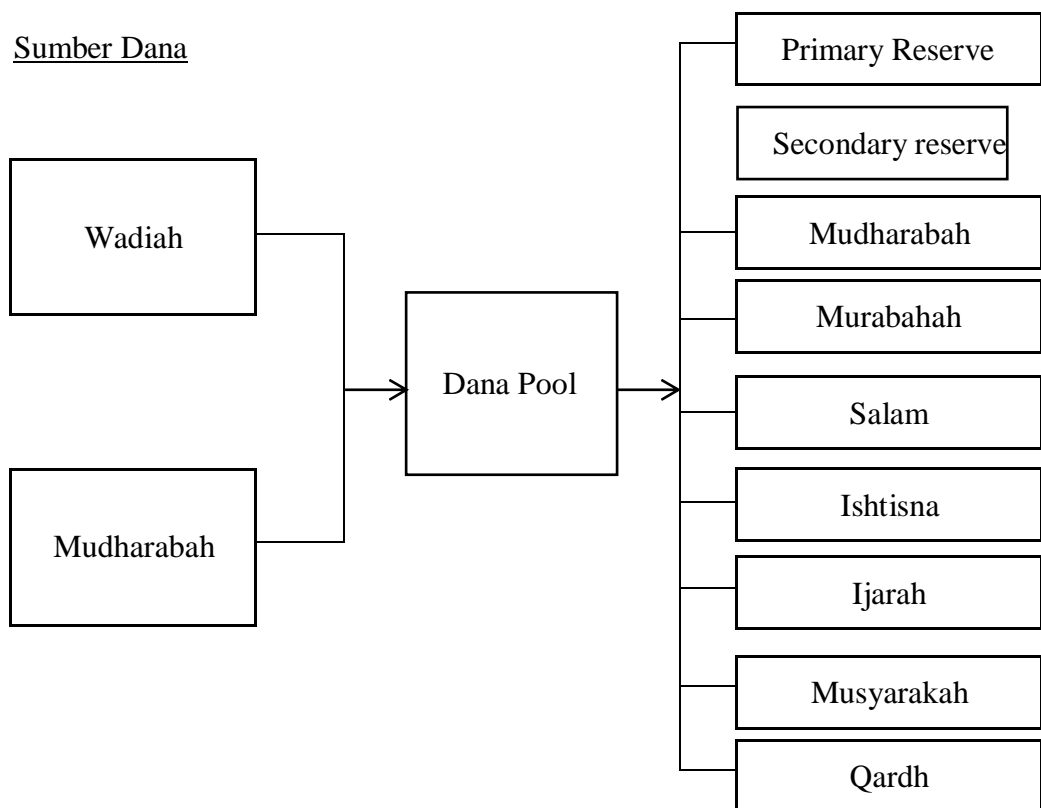 Sumber Dana
Wadiah
Mudharabah
Dana Pool
Primary Reserve
Secondary reserve
Mudharabah
Murabahah
Salam
Ishtisna
Ijarah
Musyarakah
Qardh